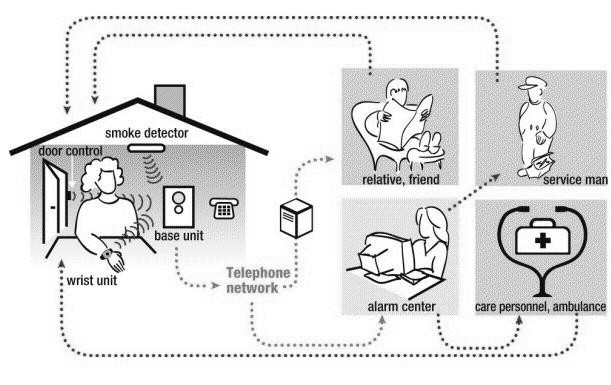 smoke detector
door control
relative, friend
service man
base unit
Telephone
network
wrist unit
alarm center
care personnel, ambulance